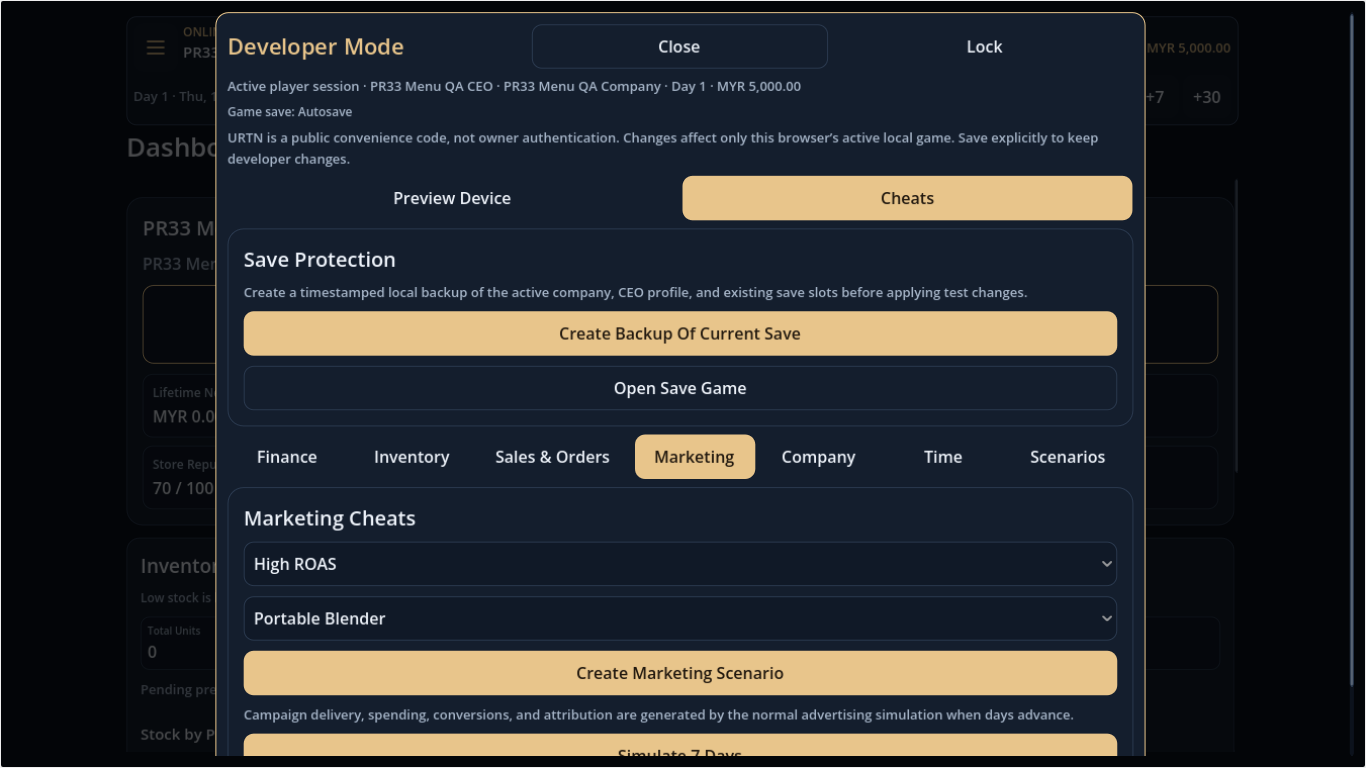 Developer Mode
Close
Lock
Active player session · PR33 Menu QA CEO · PR33 Menu QA Company · Day 1 · MYR 5,000.00
Game save: Autosave
URTN is a public convenience code, not owner authentication. Changes affect only this browser's active local game. Save explicitly to keep
developer changes.
Preview Device
Cheats
Save Protection
Create a timestamped local backup of the active company, CEO profile, and existing save slots before applying test changes.
Create Backup Of Current Save
Open Save Game
Finance
Inventory
Sales & Orders
Marketing
Company
Time
Scenarios
Marketing Cheats
High ROAS
Portable Blender
Create Marketing Scenario
Campaign delivery, spending, conversions, and attribution are generated by the normal advertising simulation when days advance.
Simulate 7 Days
PR33
MYR 5,000.00
Day 1 · Thu,
+7
+30
PR33
Lifetime
MYR 0.0
Store
70 / 100
Low stock is
Total Units
0
Pending
Stock by